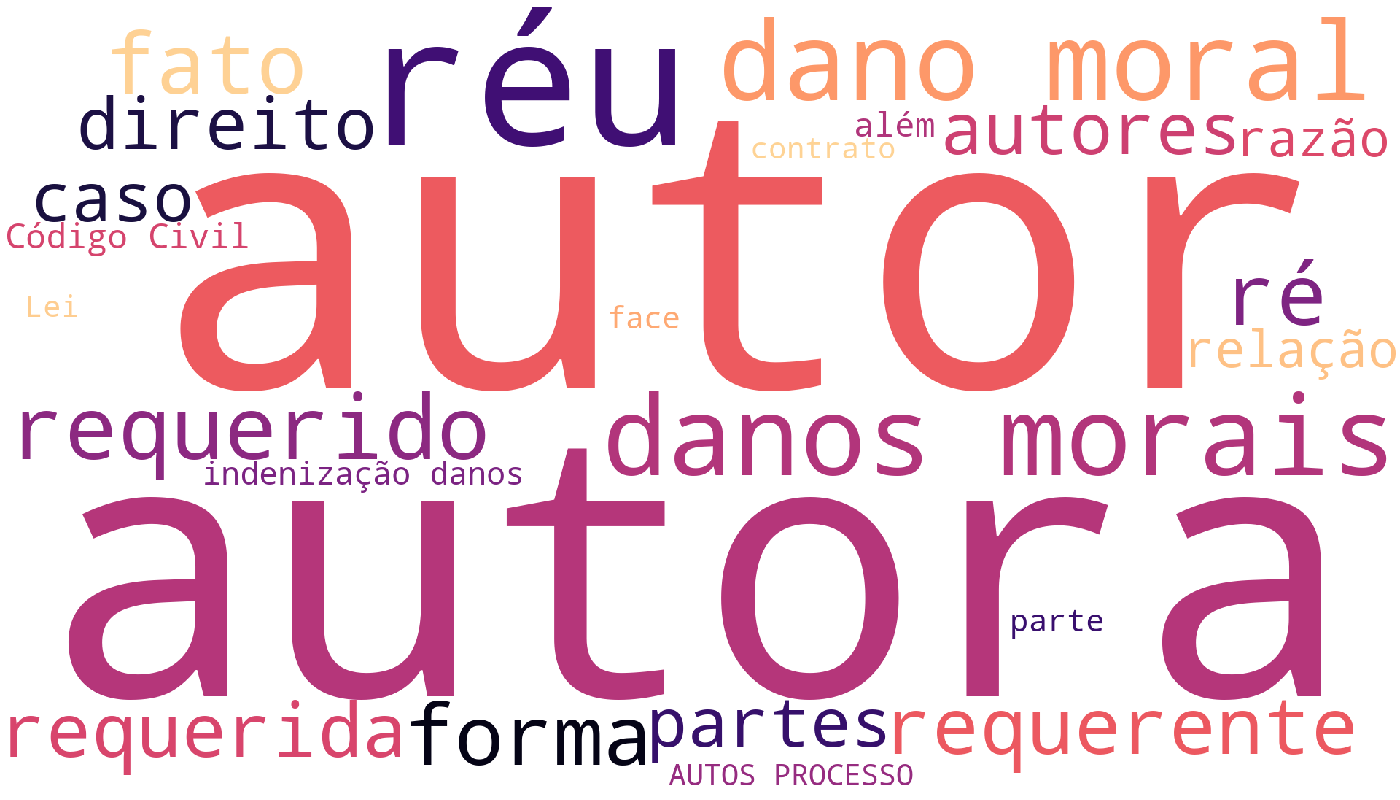 fato
réu
dano moral
direito
além
autores
razão
contrato
autor
caso
Código Civil
ré
Lei
face
relação
requerido
danos morais
indenização danos
autora
parte
requerida
forma
partes
requerente
AUTOS PROCESSO